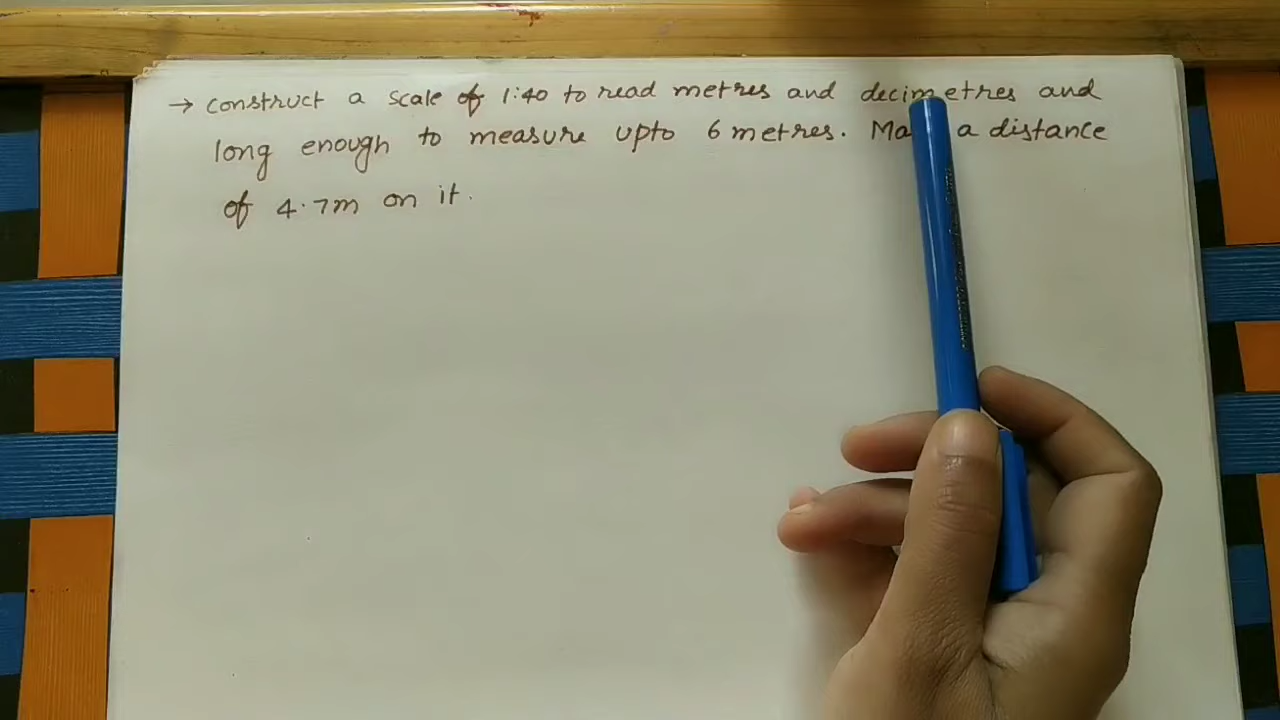 → construct a scale of 1:40 to read metres and decimetres and
long enough to measure upto 6 metres. Ma a distance
of 4.7m on it.